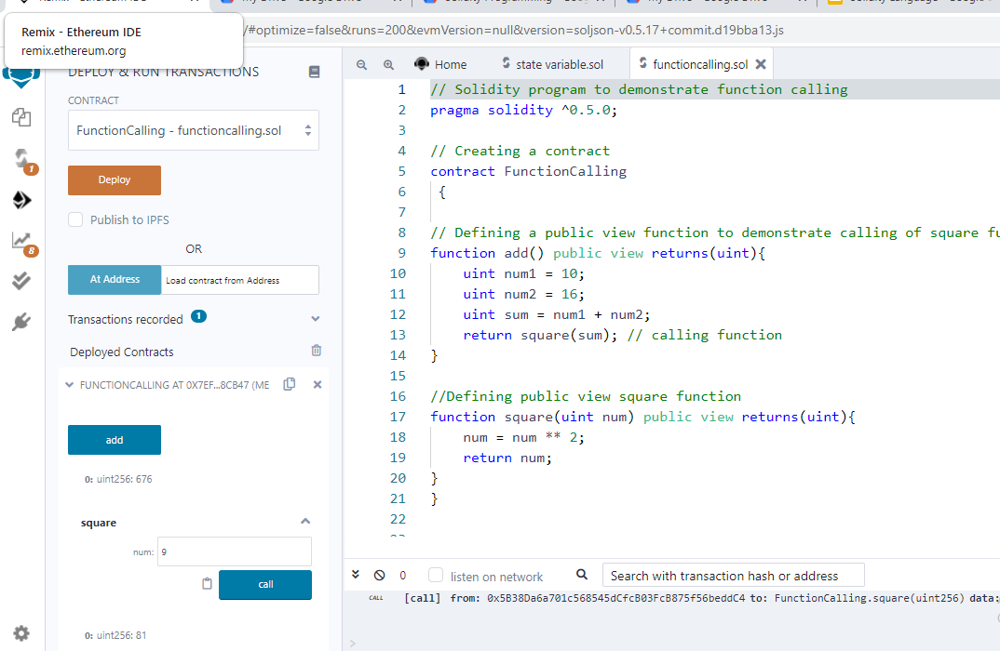 Remix - Ethereum IDE
remix.ethereum.org
/#optimize=false&runs=200&evmVersion=null&version=soljson-v0.5.17+commit.d19bba13.js
DEPLOY & RUN TRANSACTIONS
CONTRACT
FunctionCalling - functioncalling.sol
Deploy
Publish to IPFS
OR
At Address
Load contract from Address
Transactions recorded 1
Deployed Contracts
FUNCTIONCALLING AT 0X7EF...8CB47 (ME
add
0: uint256: 676
square
num: 9
call
0: uint256: 81
1
8
Home
state variable.sol
functioncalling.sol
1 // Solidity program to demonstrate function calling
2 pragma solidity ^0.5.0;
3
4 // Creating a contract
5 contract FunctionCalling
6 {
7
8 // Defining a public view function to demonstrate calling of square fu
9 function add() public view returns(uint){
10 uint num1 = 10;
11 uint num2 = 16;
12 uint sum = num1 + num2;
13 return square(sum); // calling function
14 }
15
16 //Defining public view square function
17 function square(uint num) public view returns(uint){
18 num = num ** 2;
19 return num;
20 }
21 }
22
0
listen on network
Search with transaction hash or address
CALL [call] from: 0x5B38Da6a701c568545dCfcB03FcB875f56beddC4 to: FunctionCalling.square(uint256) data:
>